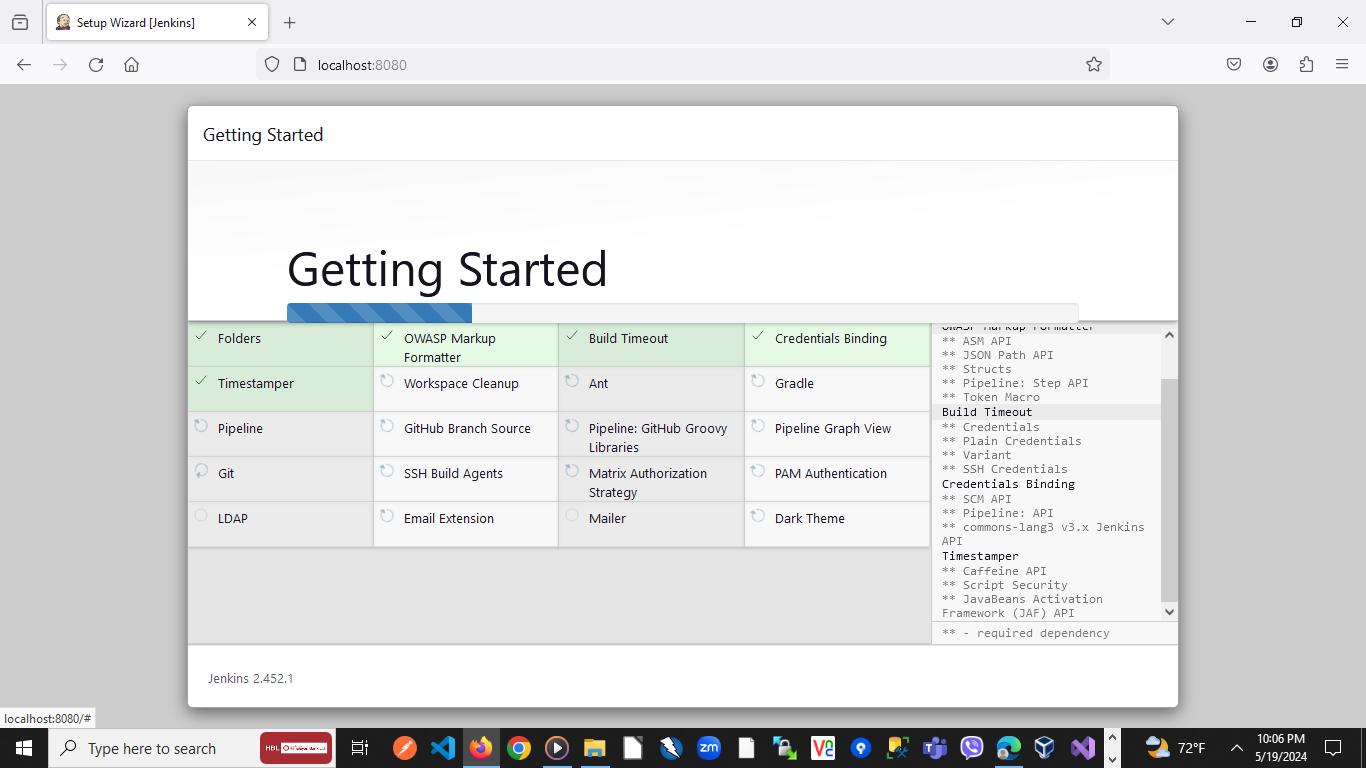 Setup Wizard [Jenkins]
localhost:8080
Getting Started
Getting Started
Folders
OWASP Markup
Formatter
Build Timeout
Credentials Binding
Timestamper
Workspace Cleanup
Ant
Gradle
Pipeline
GitHub Branch Source
Pipeline: GitHub Groovy
Libraries
Pipeline Graph View
Git
SSH Build Agents
Matrix Authorization
Strategy
PAM Authentication
LDAP
Email Extension
Mailer
Dark Theme
OWASP Markup Formatter
** ASM API
** JSON Path API
** Structs
** Pipeline: Step API
** Token Macro
Build Timeout
** Credentials
** Plain Credentials
** Variant
** SSH Credentials
Credentials Binding
** SCM API
** Pipeline: API
** commons-lang3 v3.x Jenkins
API
Timestamper
** Caffeine API
** Script Security
** JavaBeans Activation
Framework (JAF) API
** - required dependency
Jenkins 2.452.1
localhost:8080/#
Type here to search
HBL
zm
72°F
10:06 PM
5/19/2024